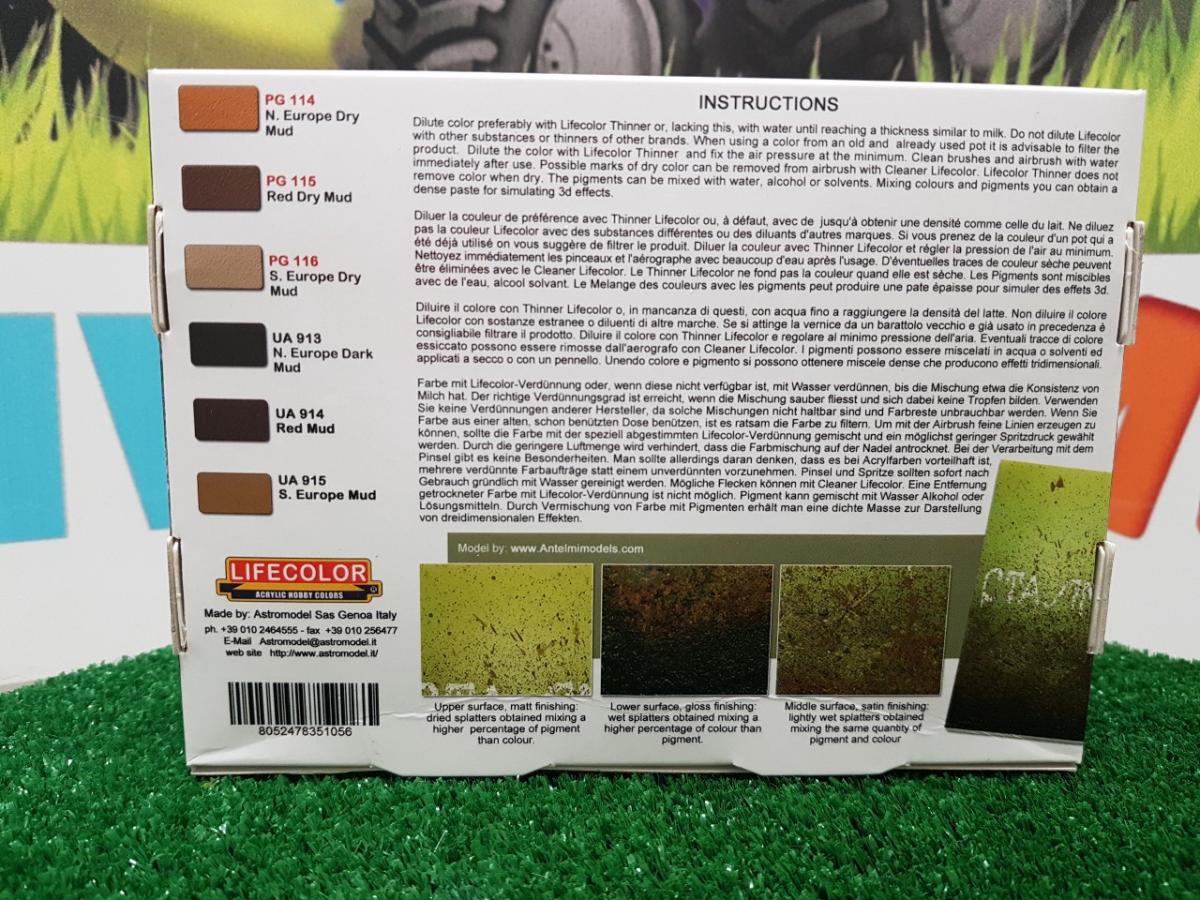 PG 114
N. Europe Dry
Mud
PG 115
Red Dry Mud
PG 116
S. Europe Dry
Mud
UA 913
N. Europe Dark
Mud
UA 914
Red Mud
UA 915
S. Europe Mud
LIFECOLOR
ACRYLIC HOBBY COLORS
®
Made by: Astromodel Sas Genoa Italy
ph. +39 010 2464555 - fax +39 010 256477
E-Mail Astromodel@astromodel.it
web site http://www.astromodel.it/
8052478351056
INSTRUCTIONS
Dilute color preferably with Lifecolor Thinner or, lacking this, with water until reaching a thickness similar to milk. Do not dilute Lifecolor
with other substances or thinners of other brands. When using a color from an old and already used pot it is advisable to filter the
product. Dilute the color with Lifecolor Thinner and fix the air pressure at the minimum. Clean brushes and airbrush with water
immediately after use. Possible marks of dry color can be removed from airbrush with Cleaner Lifecolor. Lifecolor Thinner does not
remove color when dry. The pigments can be mixed with water, alcohol or solvents. Mixing colours and pigments you can obtain a
dense paste for simulating 3d effects.
Diluer la couleur de préférence avec Thinner Lifecolor ou, à défaut, avec de jusqu'à obtenir une densité comme celle du lait. Ne diluez
pas la couleur Lifecolor avec des substances différentes ou des diluants d'autres marques. Si vous prenez de la couleur d'un pot qui a
été déjà utilisé on vous suggère de filtrer le produit. Diluer la couleur avec Thinner Lifecolor et régler la pression de l'air au minimum.
Nettoyez immédiatement les pinceaux et l'aérographe avec beaucoup d'eau après l'usage. D'éventuelles traces de couleur sèche peuvent
être éliminées avec le Cleaner Lifecolor. Le Thinner Lifecolor ne fond pas la couleur quand elle est sèche. Les Pigments sont miscibles
avec de l'eau, alcool solvant. Le Melange des couleurs avec les pigments peut produire une pate épaisse pour simuler des effets 3d.
Diluire il colore con Thinner Lifecolor o, in mancanza di questi, con acqua fino a raggiungere la densità del latte. Non diluire il colore
Lifecolor con sostanze estranee o diluenti di altre marche. Se si attinge la vernice da un barattolo vecchio e già usato in precedenza è
consigliabile filtrare il prodotto. Diluire il colore con Thinner Lifecolor e regolare al minimo pressione dell'aria. Eventuali tracce di colore
essiccato possono essere rimosse dall'aerografo con Cleaner Lifecolor. I pigmenti possono essere miscelati in acqua o solventi ed
applicati a secco o con un pennello. Unendo colore e pigmento si possono ottenere miscele dense che producono effetti tridimensionali.
Farbe mit Lifecolor-Verdünnung oder, wenn diese nicht verfügbar ist, mit Wasser verdünnen, bis die Mischung etwa die Konsistenz von
Milch hat. Der richtige Verdünnungsgrad ist erreicht, wenn die Mischung sauber fliesst und sich dabei keine Tropfen bilden. Verwenden
Sie keine Verdünnungen anderer Hersteller, da solche Mischungen nicht haltbar sind und Farbreste unbrauchbar werden. Wenn Sie
Farbe aus einer alten, schon benützten Dose benützen, ist es ratsam die Farbe zu filtern. Um mit der Airbrush feine Linien erzeugen zu
können, sollte die Farbe mit der speziell abgestimmten Lifecolor-Verdünnung gemischt und ein möglichst geringer Spritzdruck gewählt
werden. Durch die geringere Luftmenge wird verhindert, dass die Farbmischung auf der Nadel antrocknet. Bei der Verarbeitung mit dem
Pinsel gibt es keine Besonderheiten. Man sollte allerdings daran denken, dass es bei Acrylfarben vorteilhaft ist,
mehrere verdünnte Farbaufträge statt einem unverdünnten vorzunehmen. Pinsel und Spritze sollten sofort nach
Gebrauch gründlich mit Wasser gereinigt werden. Mögliche Flecken können mit Cleaner Lifecolor. Eine Entfernung
getrockneter Farbe mit Lifecolor-Verdünnung ist nicht möglich. Pigment kann gemischt mit Wasser Alkohol oder
Lösungsmitteln. Durch Vermischung von Farbe mit Pigmenten erhält man eine dichte Masse zur Darstellung
von dreidimensionalen Effekten.
Model by: www.Antelmimodels.com
Upper surface, matt finishing:
dried splatters obtained mixing a
higher percentage of pigment
than colour.
Lower surface, gloss finishing:
wet splatters obtained mixing a
higher percentage of colour than
pigment.
Middle surface, satin finishing:
lightly wet splatters obtained
mixing the same quantity of
pigment and colour